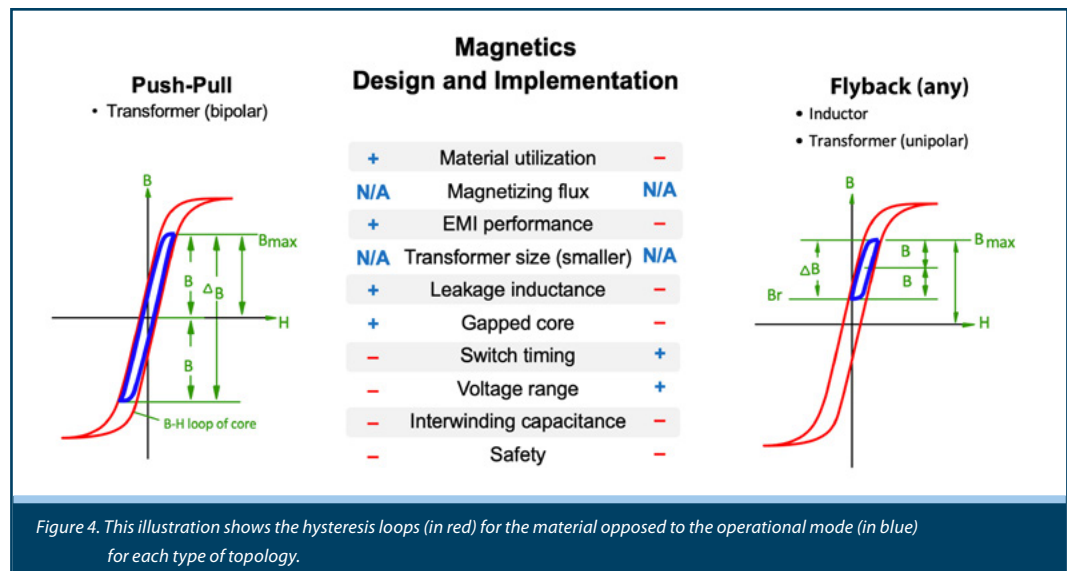 Magnetics
Design and Implementation
Push-Pull
• Transformer (bipolar)
B
Bmax
B
△B
H
B
B-H loop of core
+ Material utilization –
N/A Magnetizing flux N/A
+ EMI performance –
N/A Transformer size (smaller) N/A
+ Leakage inductance –
+ Gapped core –
– Switch timing +
– Voltage range +
– Interwinding capacitance –
– Safety –
Flyback (any)
• Inductor
• Transformer (unipolar)
B
B max
B
△B
B
Br
H
Figure 4. This illustration shows the hysteresis loops (in red) for the material opposed to the operational mode (in blue)
for each type of topology.